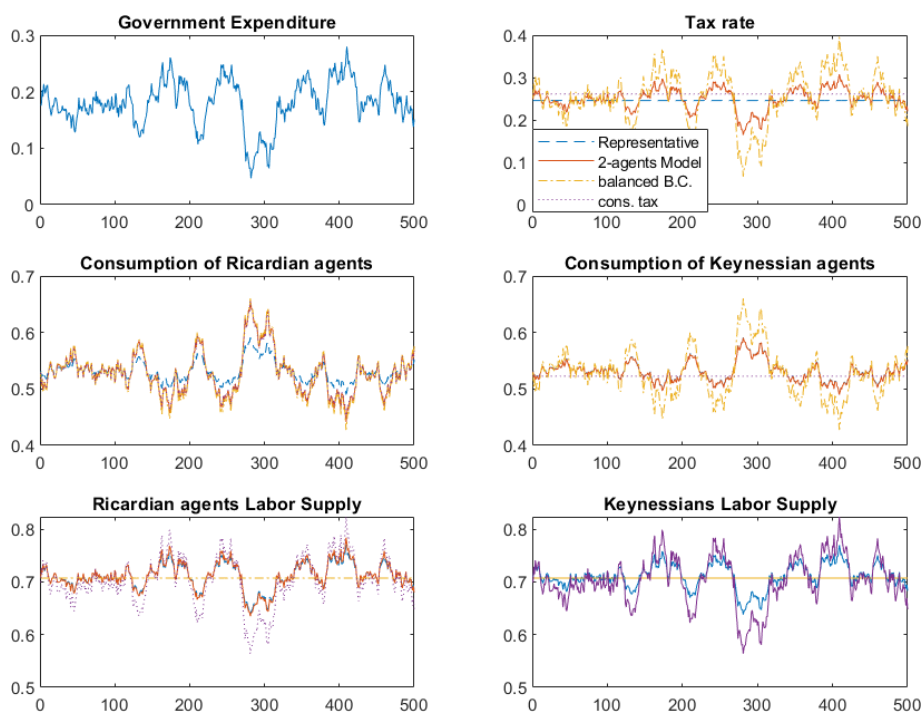 Government Expenditure
0.3
0.2
0.1
0
0 100 200 300 400 500
Tax rate
0.4
0.3
0.2
0.1
0
Representative
2-agents Model
balanced B.C.
cons. tax
0 100 200 300 400 500
Consumption of Ricardian agents
0.7
0.6
0.5
0.4
0 100 200 300 400 500
Consumption of Keynessian agents
0.7
0.6
0.5
0.4
0 100 200 300 400 500
Ricardian agents Labor Supply
0.8
0.7
0.6
0.5
0 100 200 300 400 500
Keynessians Labor Supply
0.8
0.7
0.6
0.5
0 100 200 300 400 500